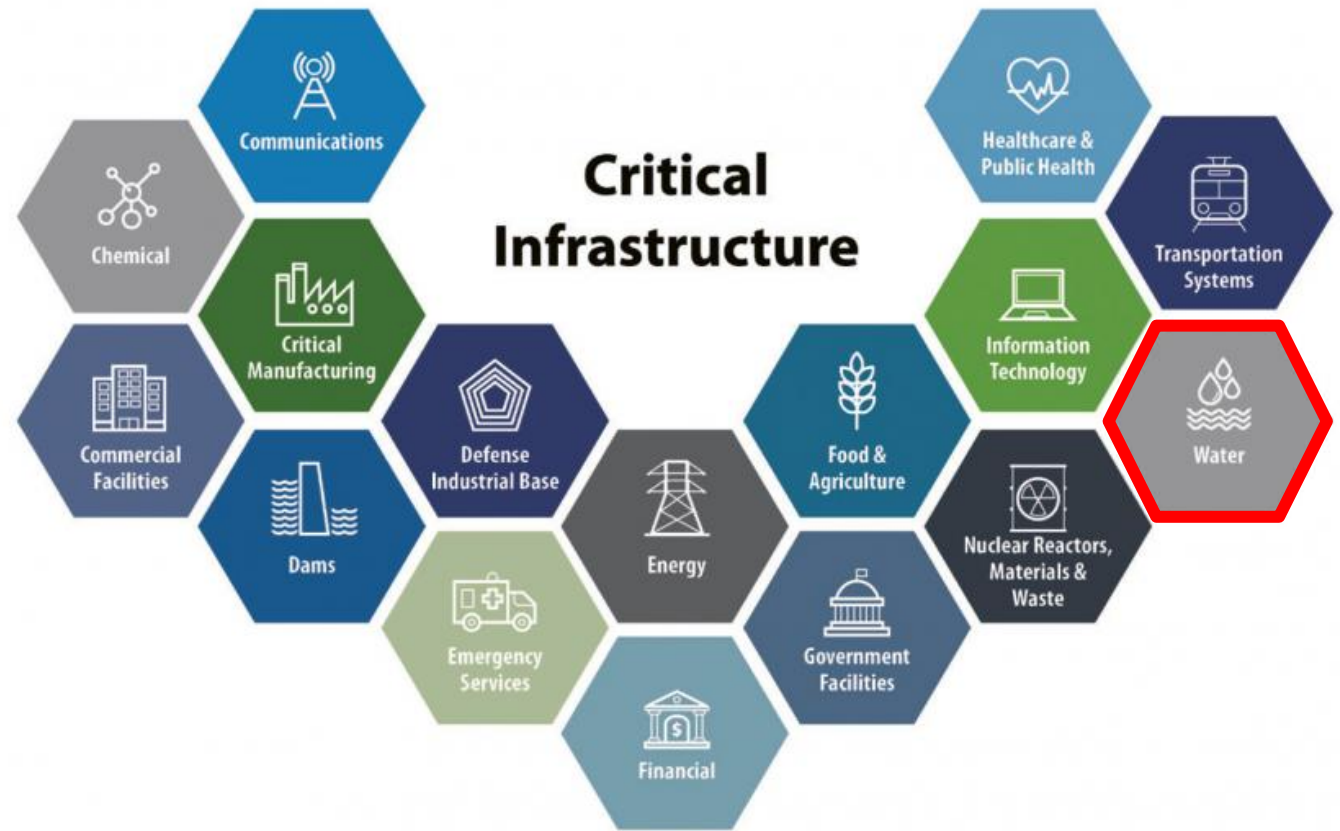 Critical
Infrastructure
Communications
Chemical
Critical
Manufacturing
Commercial
Facilities
Dams
Defense
Industrial Base
Emergency
Services
Energy
Financial
$
Food &
Agriculture
Government
Facilities
Healthcare &
Public Health
Information
Technology
Nuclear Reactors,
Materials &
Waste
Transportation
Systems
Water